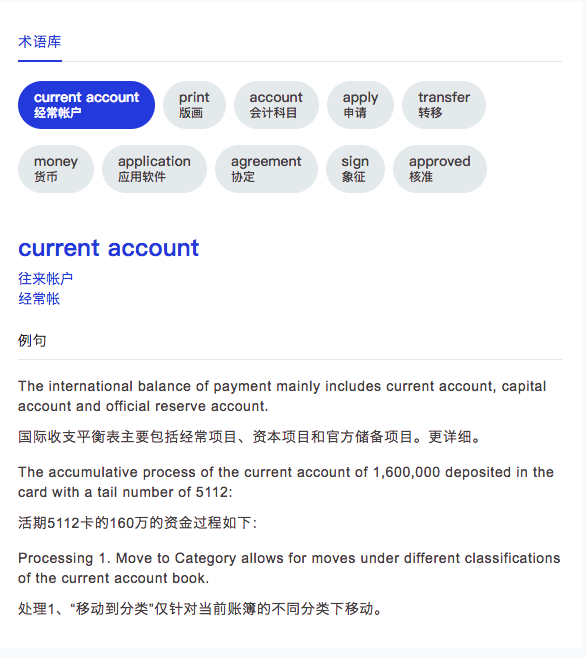 术语库
current account print account apply transfer
经常帐户 版画 会计科目 申请 转移
money application agreement sign approved
货币 应用软件 协定 象征 核准
current account
往来帐户
经常帐
例句
The international balance of payment mainly includes current account, capital
account and official reserve account.
国际收支平衡表主要包括经常项目、资本项目和官方储备项目。更详细。
The accumulative process of the current account of 1,600,000 deposited in the
card with a tail number of 5112:
活期5112卡的160万的资金过程如下:
Processing 1. Move to Category allows for moves under different classifications
of the current account book.
处理1、“移动到分类”仅针对当前账簿的不同分类下移动。